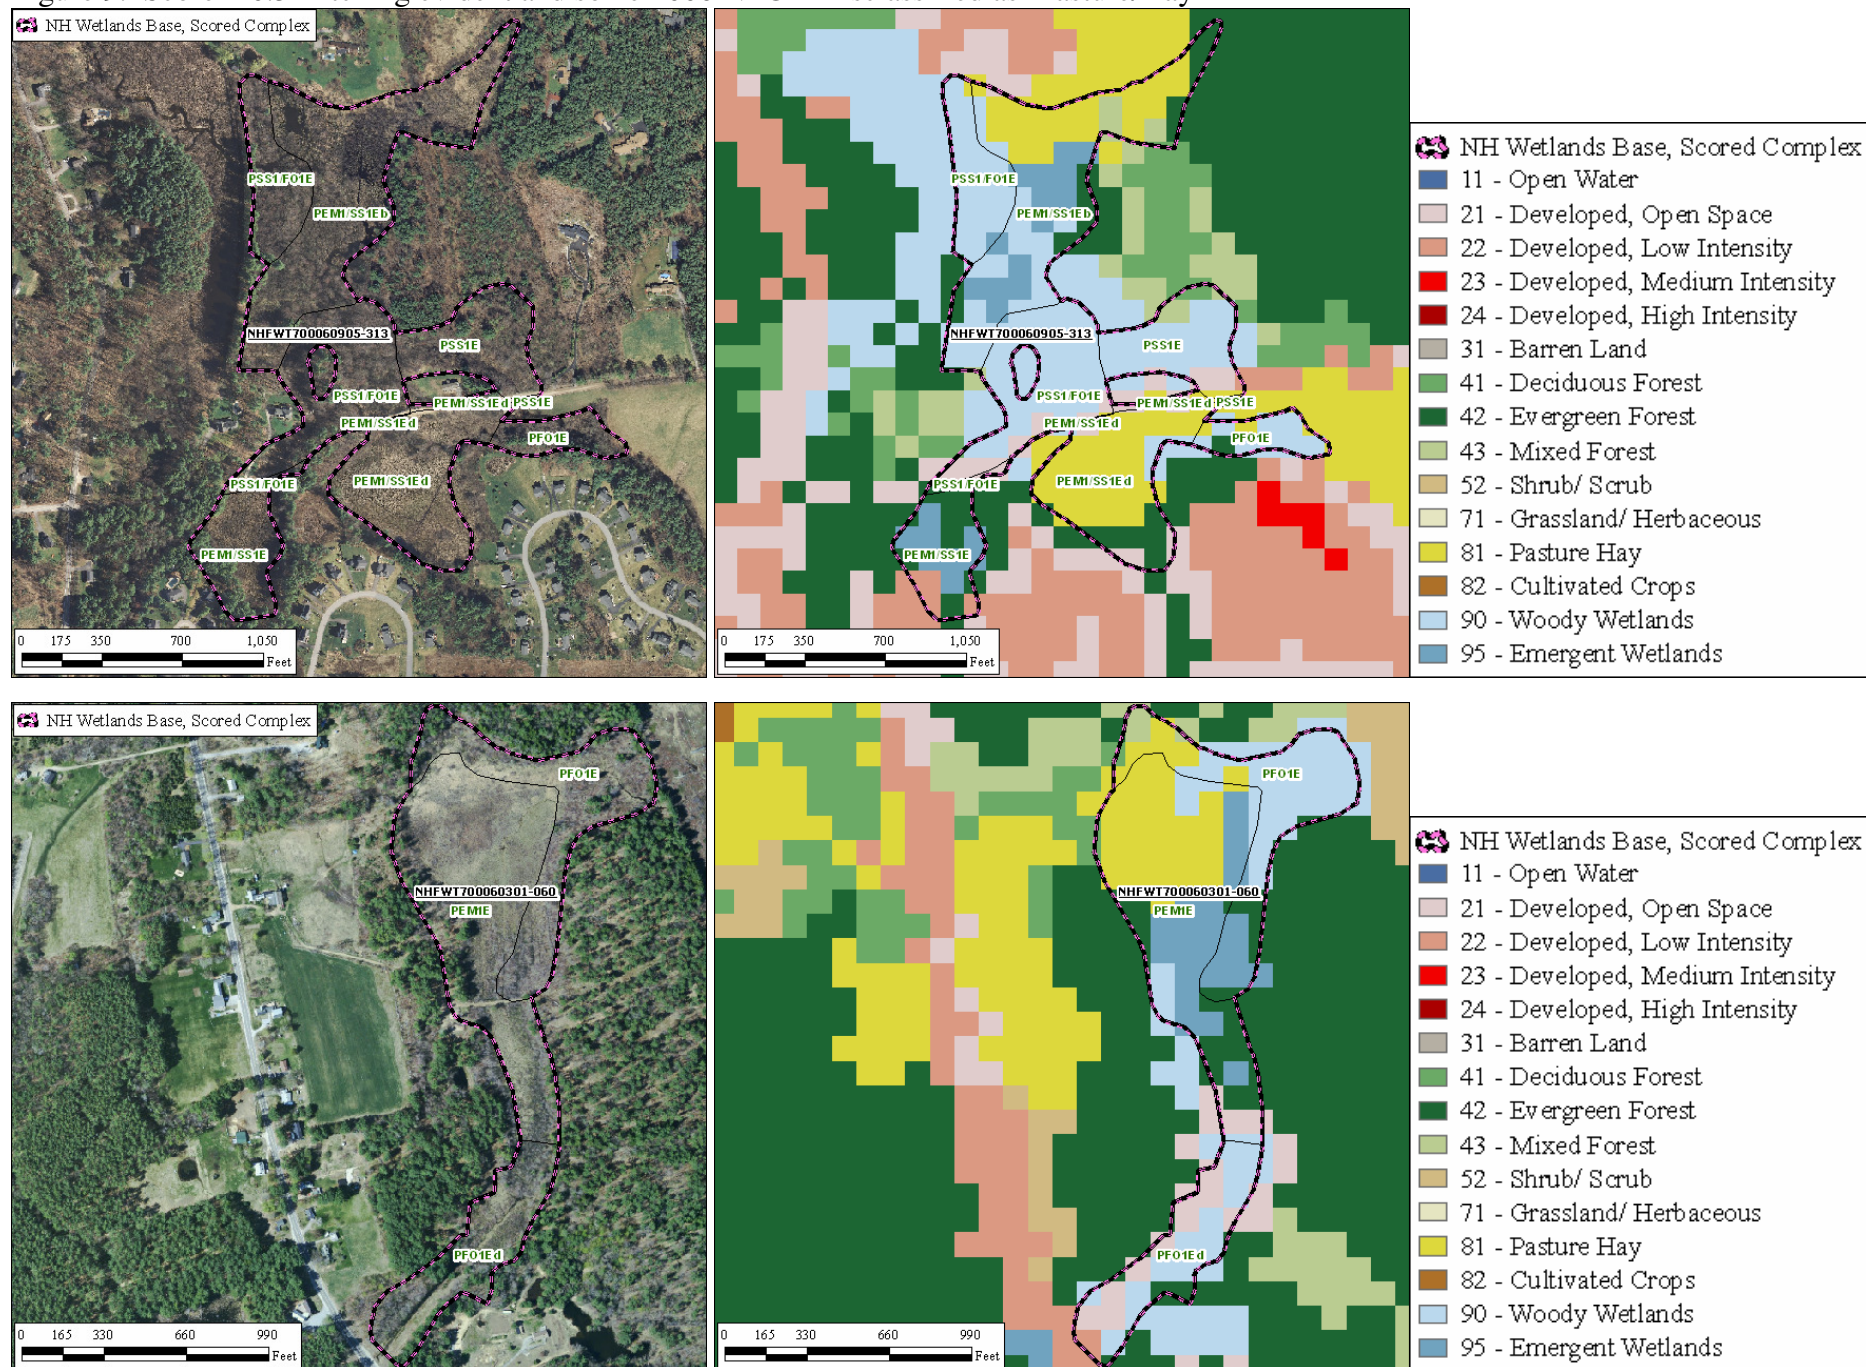 NH Wetlands Base, Scored Complex
PSS1/FO1E
PEM1/SS1Eb
NHFWT700060905-313
PSS1E
PSS1/FO1E
PEM1/SS1Ed
PSS1E
PEM1/SS1Ed
PFO1E
PEM1/SS1Ed
PSS1/FO1E
PEM1/SS1E
0 175 350 700 1,050
Feet
PSS1/FO1E
PEM1/SS1Eb
NHFWT700060905-313
PSS1E
PSS1/FO1E
PEM1/SS1Ed
PSS1E
PEM1/SS1Ed
PFO1E
PEM1/SS1Ed
PSS1/FO1E
PEM1/SS1E
0 175 350 700 1,050
Feet
NH Wetlands Base, Scored Complex
11 - Open Water
21 - Developed, Open Space
22 - Developed, Low Intensity
23 - Developed, Medium Intensity
24 - Developed, High Intensity
31 - Barren Land
41 - Deciduous Forest
42 - Evergreen Forest
43 - Mixed Forest
52 - Shrub/ Scrub
71 - Grassland/ Herbaceous
81 - Pasture Hay
82 - Cultivated Crops
90 - Woody Wetlands
95 - Emergent Wetlands
NH Wetlands Base, Scored Complex
PFO1E
NHFWT700060301-060
PEM1E
PFO1Ed
0 165 330 660 990
Feet
PFO1E
NHFWT700060301-060
PEM1E
PFO1Ed
0 165 330 660 990
Feet
NH Wetlands Base, Scored Complex
11 - Open Water
21 - Developed, Open Space
22 - Developed, Low Intensity
23 - Developed, Medium Intensity
24 - Developed, High Intensity
31 - Barren Land
41 - Deciduous Forest
42 - Evergreen Forest
43 - Mixed Forest
52 - Shrub/ Scrub
71 - Grassland/ Herbaceous
81 - Pasture Hay
82 - Cultivated Crops
90 - Woody Wetlands
95 - Emergent Wetlands